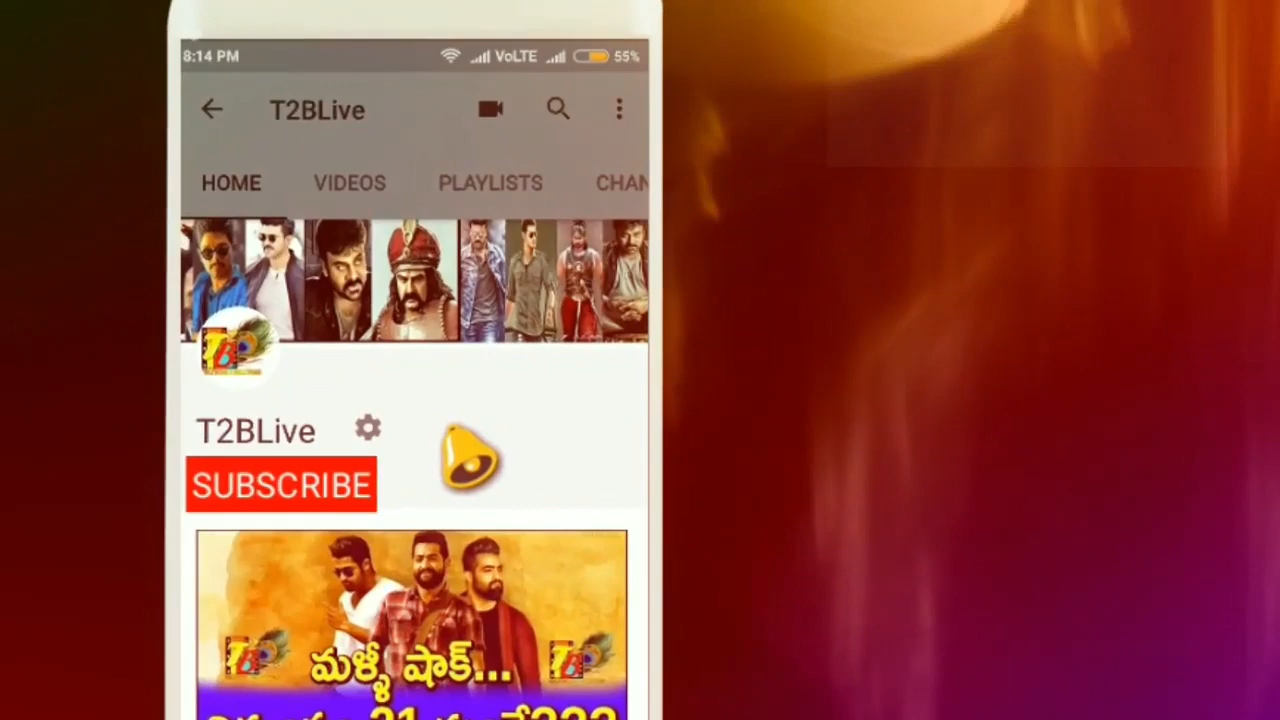 8:14 PM VoLTE 55%
T2BLive
HOME VIDEOS PLAYLISTS CHAN
T2BLive
SUBSCRIBE
మళ్ళీ షాక్...